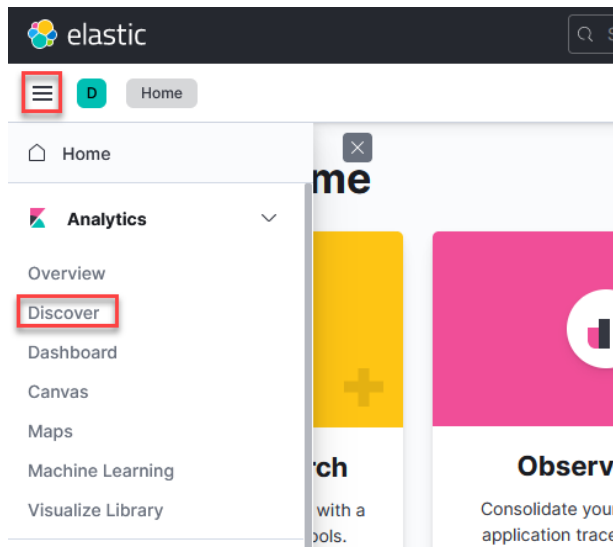 elastic
D Home
Home
me
Analytics
Overview
Discover
Dashboard
Canvas
Maps
Machine Learning
Visualize Library
rch
with a
ools.
Observ
Consolidate your
application trace